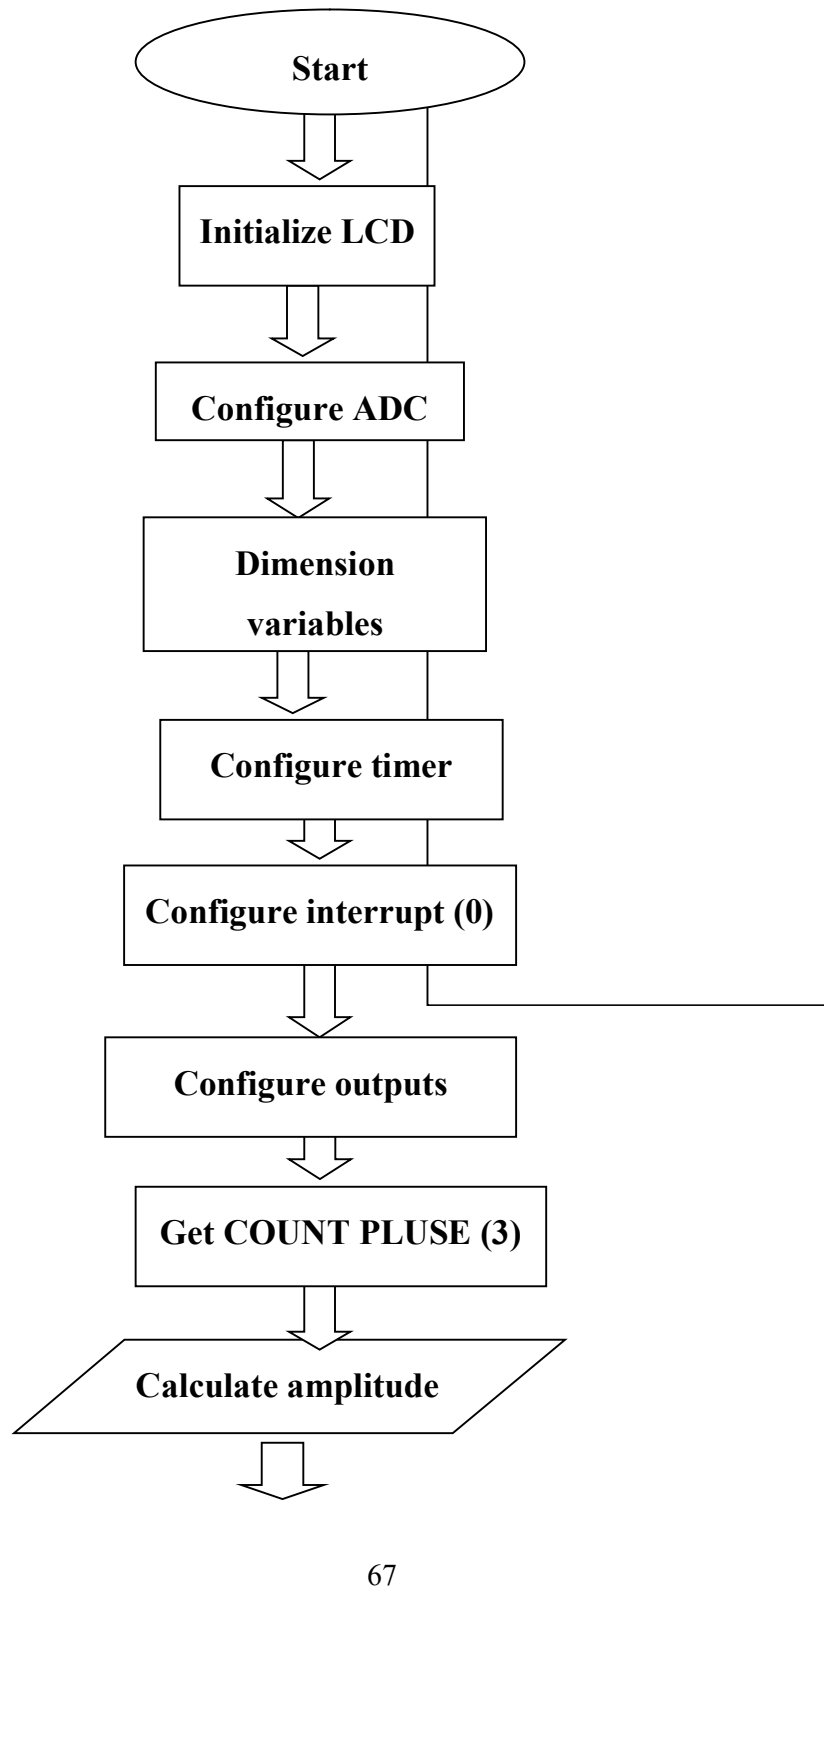 Start
Initialize LCD
Configure ADC
Dimension
variables
Configure timer
Configure interrupt (0)
Configure outputs
Get COUNT PLUSE (3)
Calculate amplitude
67